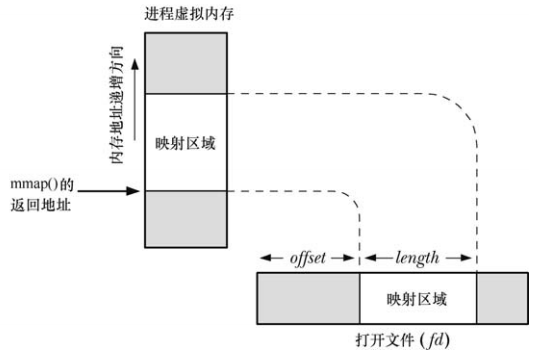 进程虚拟内存
内存地址递增方向
映射区域
mmap()的
返回地址
offset
length
映射区域
打开文件 (fd)